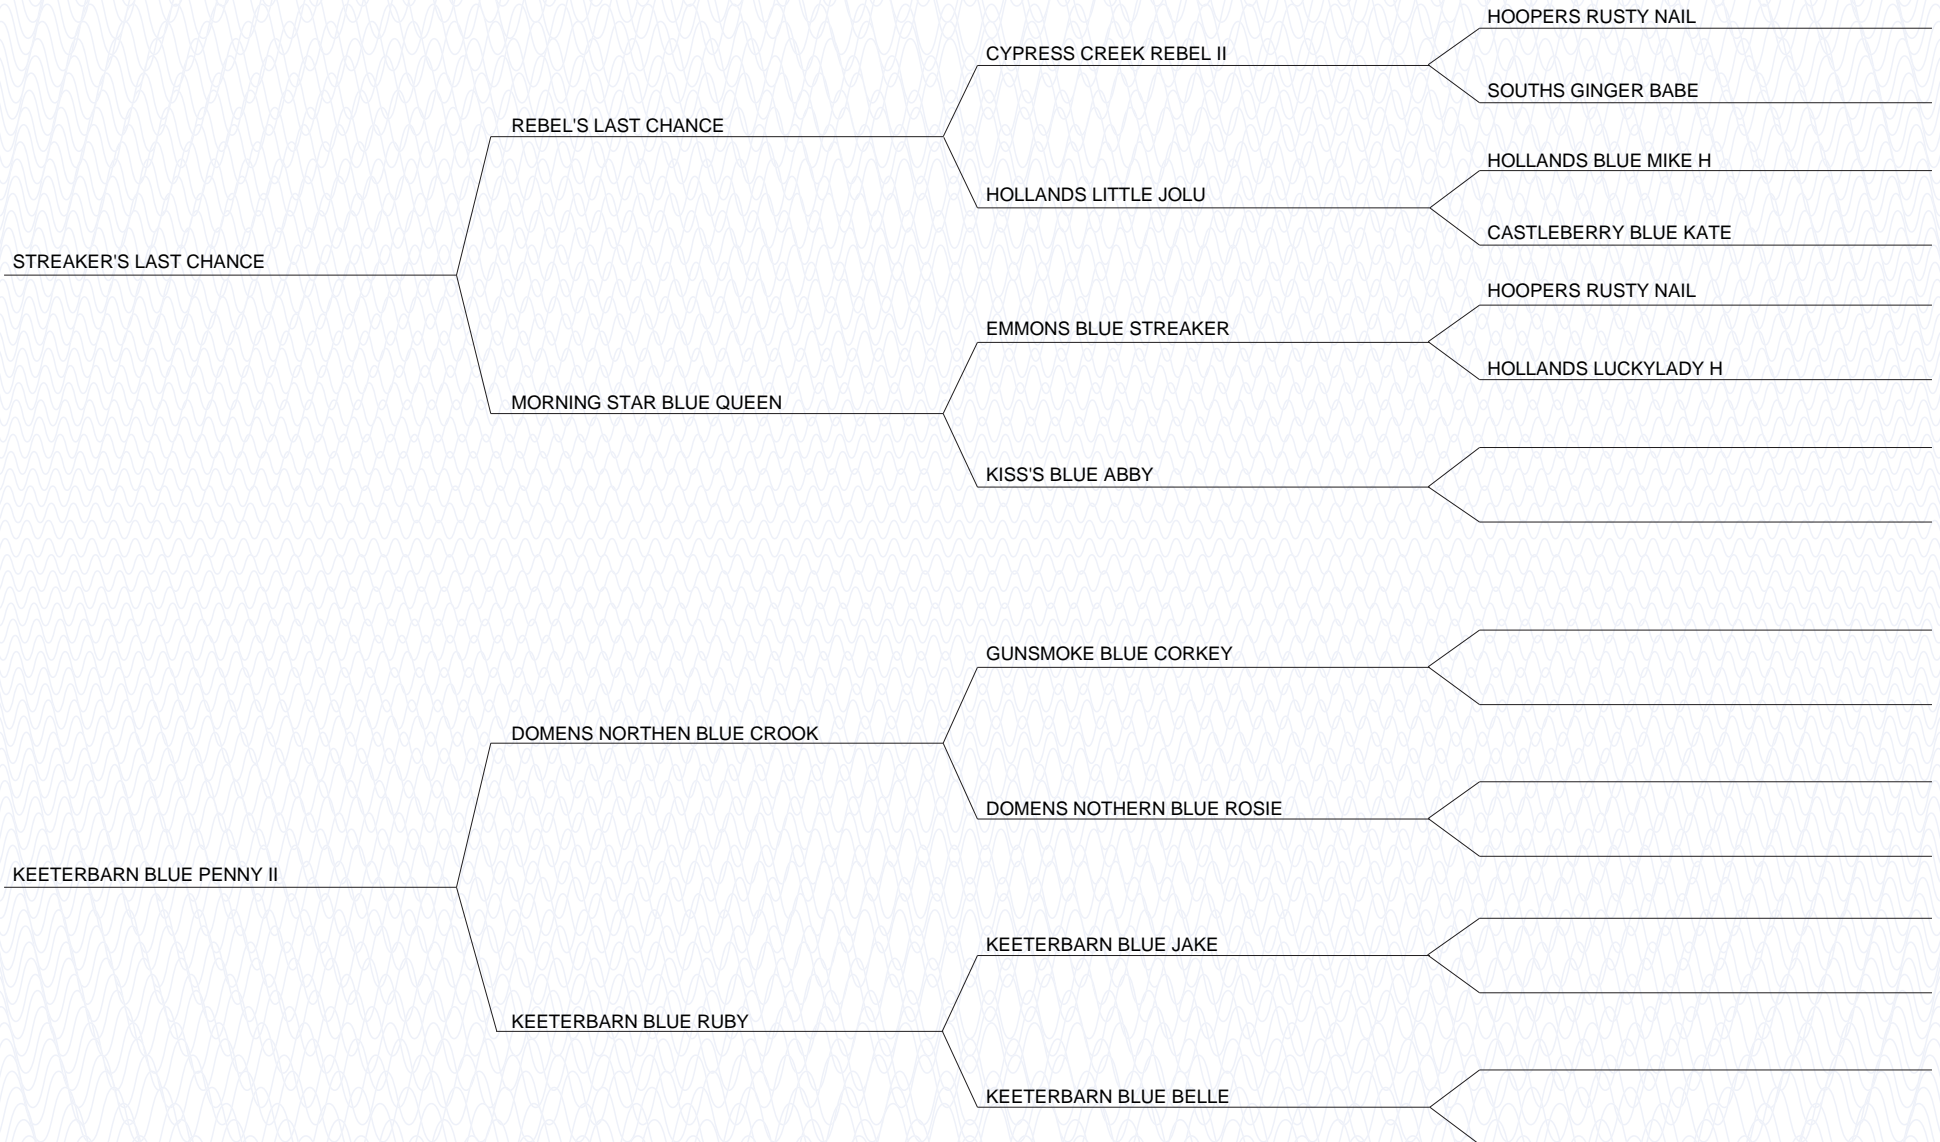 HOOPERS RUSTY NAIL
CYPRESS CREEK REBEL II
SOUTHS GINGER BABE
REBEL'S LAST CHANCE
HOLLANDS BLUE MIKE H
HOLLANDS LITTLE JOLU
CASTLEBERRY BLUE KATE
STREAKER'S LAST CHANCE
HOOPERS RUSTY NAIL
EMMONS BLUE STREAKER
HOLLANDS LUCKYLADY H
MORNING STAR BLUE QUEEN
KISS'S BLUE ABBY
GUNSMOKE BLUE CORKEY
DOMENS NORTHEN BLUE CROOK
DOMENS NOTHERN BLUE ROSIE
KEETERBARN BLUE PENNY II
KEETERBARN BLUE JAKE
KEETERBARN BLUE RUBY
KEETERBARN BLUE BELLE